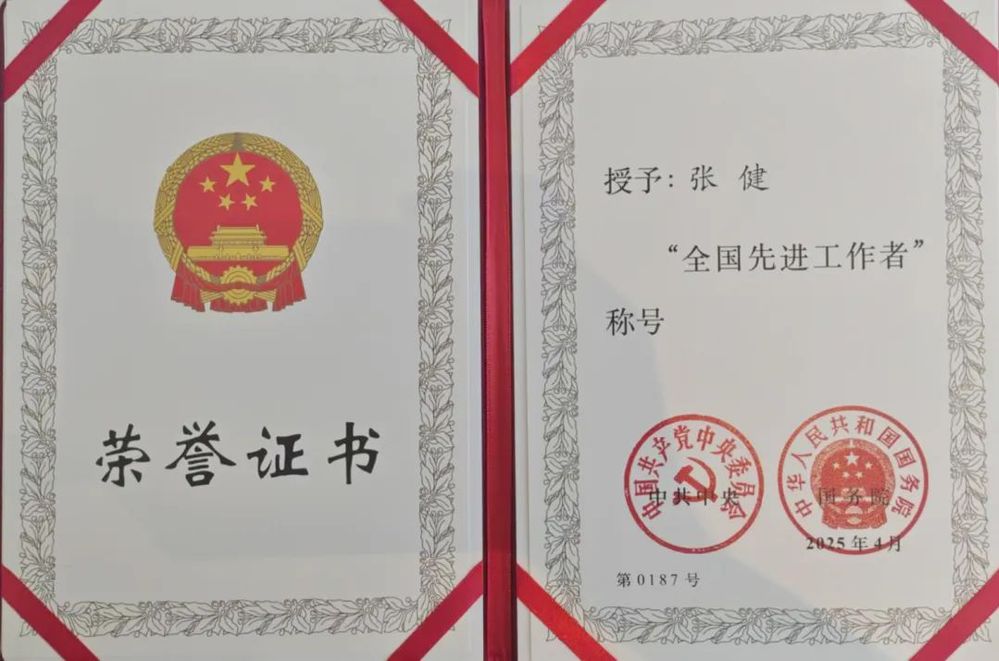 荣誉证书
授予：张 健
“全国先进工作者”
称号
中国共产党中央委员会
中共中央
中华人民共和国国务院
国务院
2025年4月
第0187号